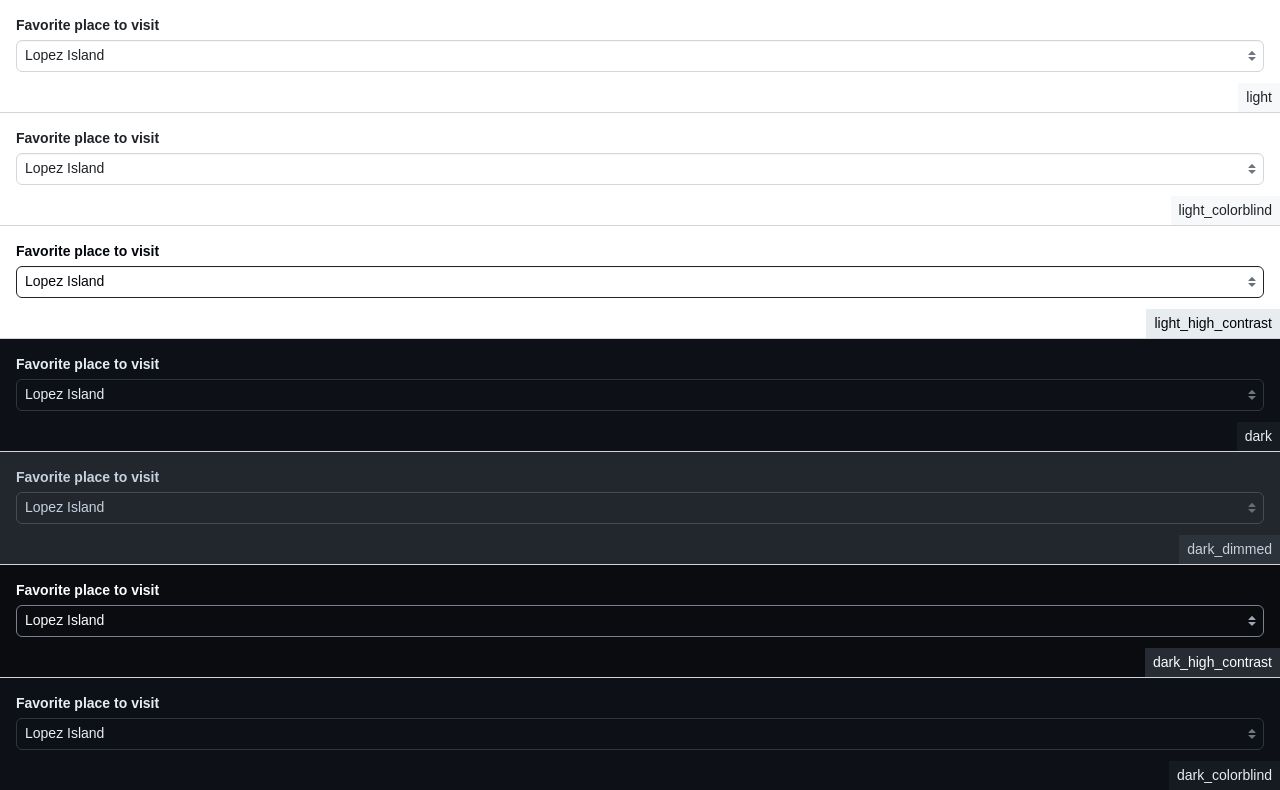 Favorite place to visit
Lopez Island
light
Favorite place to visit
Lopez Island
light_colorblind
Favorite place to visit
Lopez Island
light_high_contrast
Favorite place to visit
Lopez Island
dark
Favorite place to visit
Lopez Island
dark_dimmed
Favorite place to visit
Lopez Island
dark_high_contrast
Favorite place to visit
Lopez Island
dark_colorblind